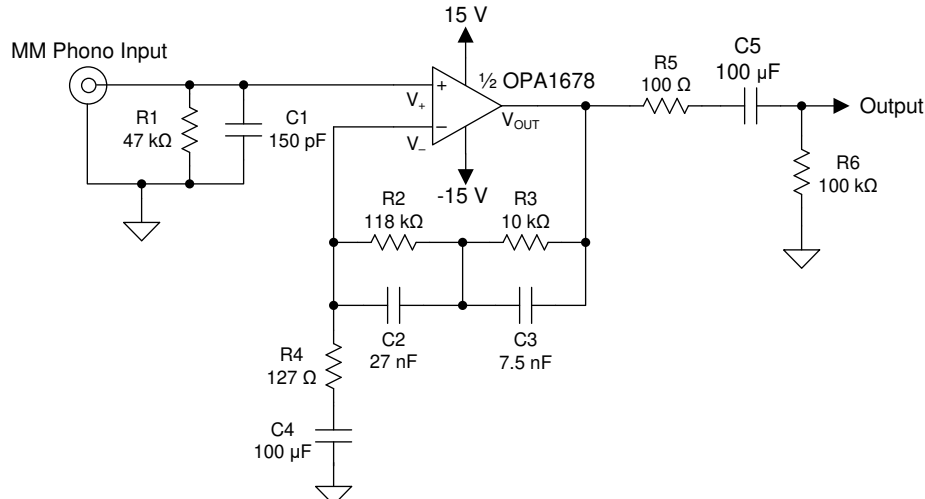 15 V
MM Phono Input
C5
100 µF
R5
100 Ω
½ OPA1678
+
V+
VOUT
Output
R1
47 kΩ
C1
150 pF
−
V−
-15 V
R6
100 kΩ
R2
118 kΩ
R3
10 kΩ
C2
27 nF
C3
7.5 nF
R4
127 Ω
C4
100 µF